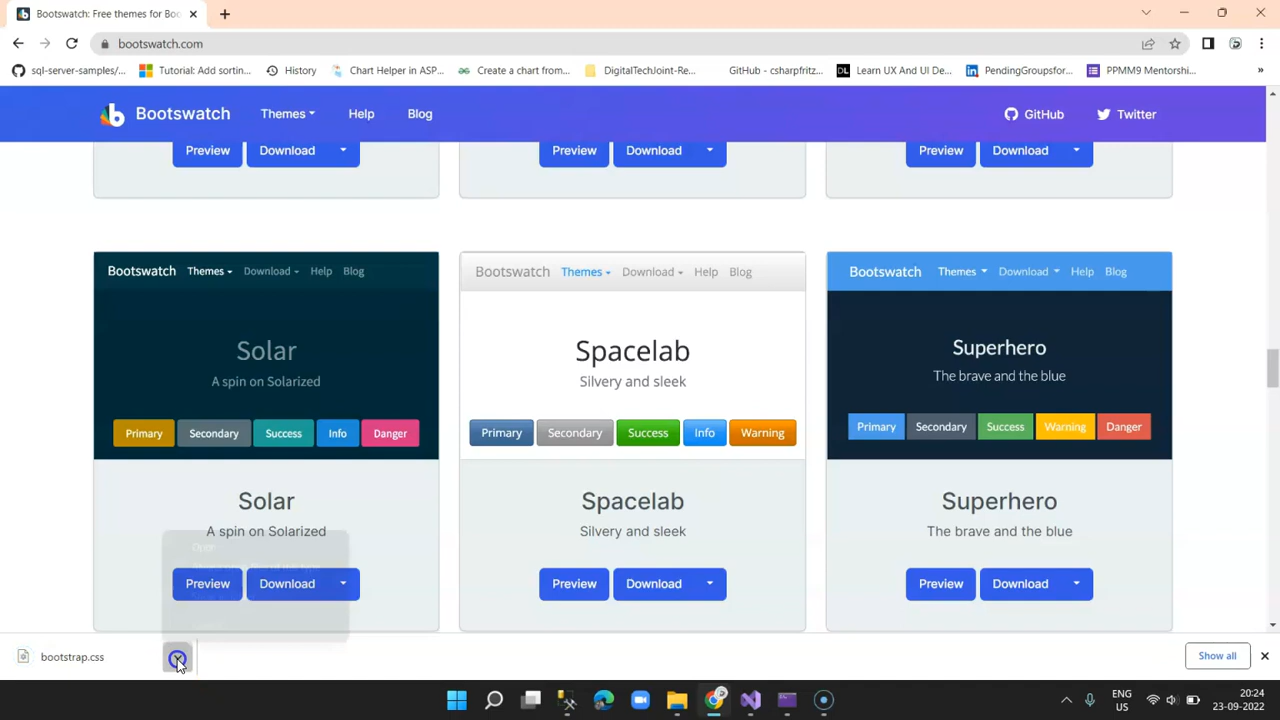 Bootswatch: Free themes for Boo
bootswatch.com
sql-server-samples/...
Tutorial: Add sortin...
History
Chart Helper in ASP...
Create a chart from...
DigitalTechJoint-Re...
GitHub - csharpfritz...
Learn UX And UI De...
PendingGroupsfor...
PPMM9 Mentorshi...
»
Bootswatch
Themes
Help
Blog
GitHub
Twitter
Preview
Download
Preview
Download
Preview
Download
Bootswatch Themes Download Help Blog
Solar
A spin on Solarized
Primary Secondary Success Info Danger
Solar
A spin on Solarized
Preview
Download
Bootswatch Themes Download Help Blog
Spacelab
Silvery and sleek
Primary Secondary Success Info Warning
Spacelab
Silvery and sleek
Preview
Download
Bootswatch Themes Download Help Blog
Superhero
The brave and the blue
Primary Secondary Success Warning Danger
Superhero
The brave and the blue
Preview
Download
Open
bootstrap.css
Show all
ENG
US
20:24
23-09-2022